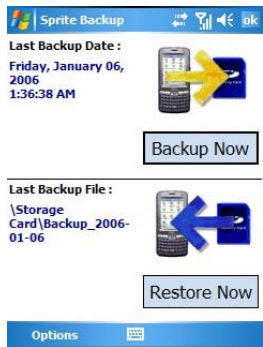 Sprite Backup
ok
Last Backup Date :
Friday, January 06,
2006
1:36:38 AM
Backup Now
Last Backup File :
\Storage
Card\Backup_2006-
01-06
Restore Now
Options